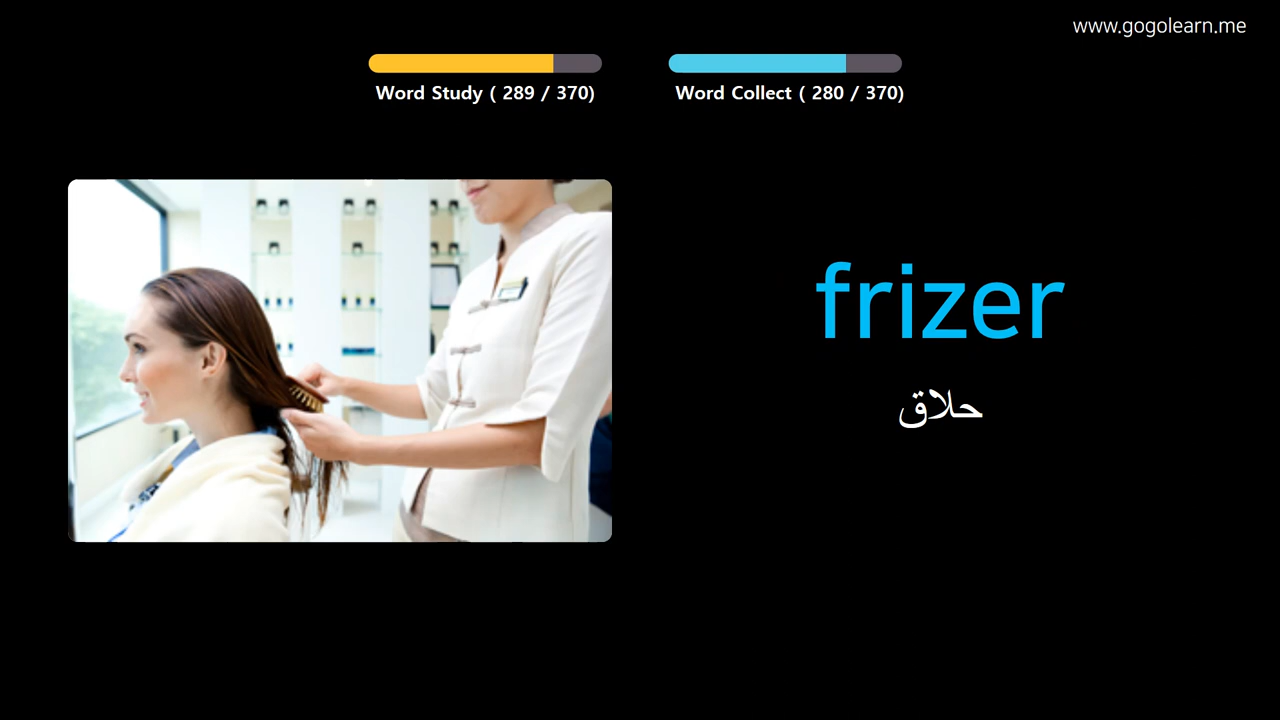 www.gogolearn.me
Word Study ( 289 / 370)
Word Collect ( 280 / 370)
frizer
حلاق